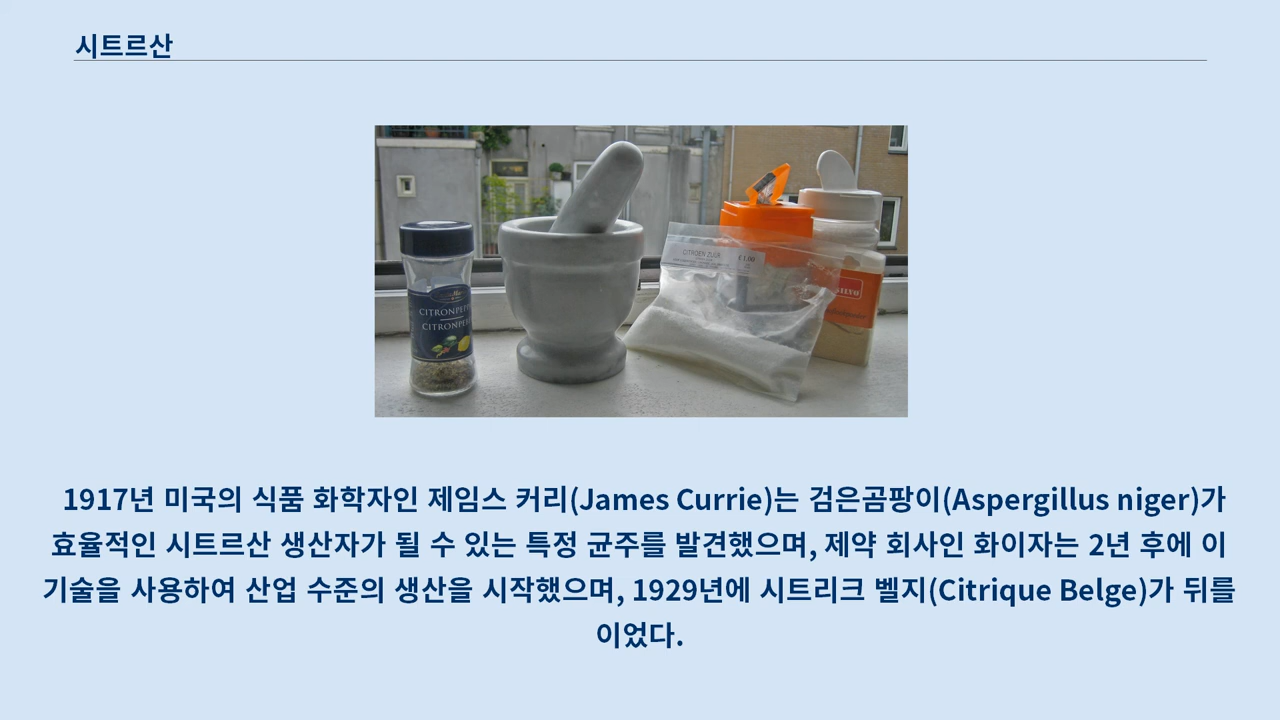 시트르산
CITROEN ZUUR
€1.00
CITRONPE
1917년 미국의 식품 화학자인 제임스 커리(James Currie)는 검은곰팡이(Aspergillus niger)가
효율적인 시트르산 생산자가 될 수 있는 특정 균주를 발견했으며, 제약 회사인 화이자는 2년 후에 이
기술을 사용하여 산업 수준의 생산을 시작했으며, 1929년에 시트리크 벨지(Citrique Belge)가 뒤를
이었다.